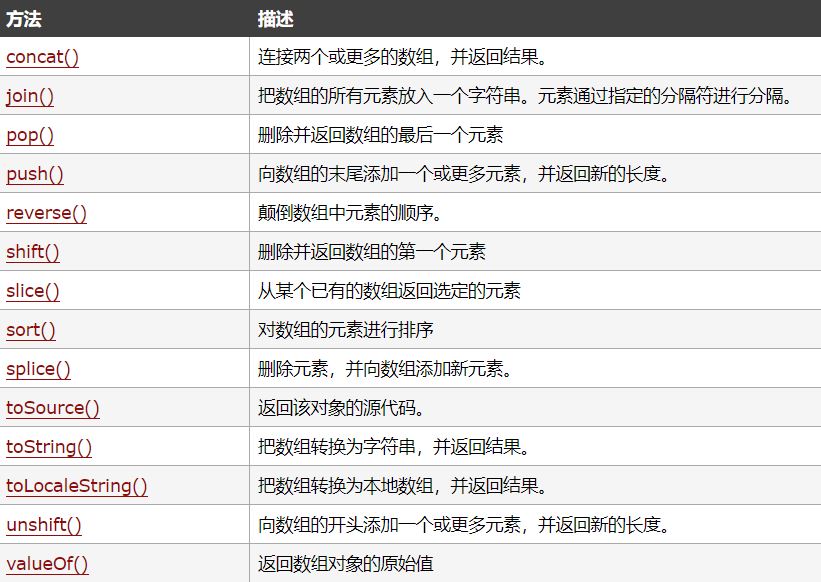 方法 描述
concat() 连接两个或更多的数组，并返回结果。
join() 把数组的所有元素放入一个字符串。元素通过指定的分隔符进行分隔。
pop() 删除并返回数组的最后一个元素
push() 向数组的末尾添加一个或更多元素，并返回新的长度。
reverse() 颠倒数组中元素的顺序。
shift() 删除并返回数组的第一个元素
slice() 从某个已有的数组返回选定的元素
sort() 对数组的元素进行排序
splice() 删除元素，并向数组添加新元素。
toSource() 返回该对象的源代码。
toString() 把数组转换为字符串，并返回结果。
toLocaleString() 把数组转换为本地数组，并返回结果。
unshift() 向数组的开头添加一个或更多元素，并返回新的长度。
valueOf() 返回数组对象的原始值